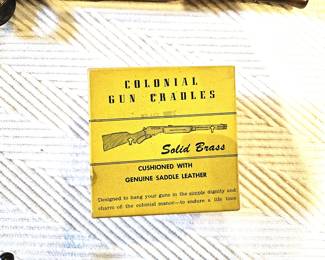 COLONIAL
GUN CRADLES
Solid Brass
CUSHIONED WITH
GENUINE SADDLE LEATHER
Designed to hang your guns in the simple dignity and
charm of the colonial manor—to endure a life time